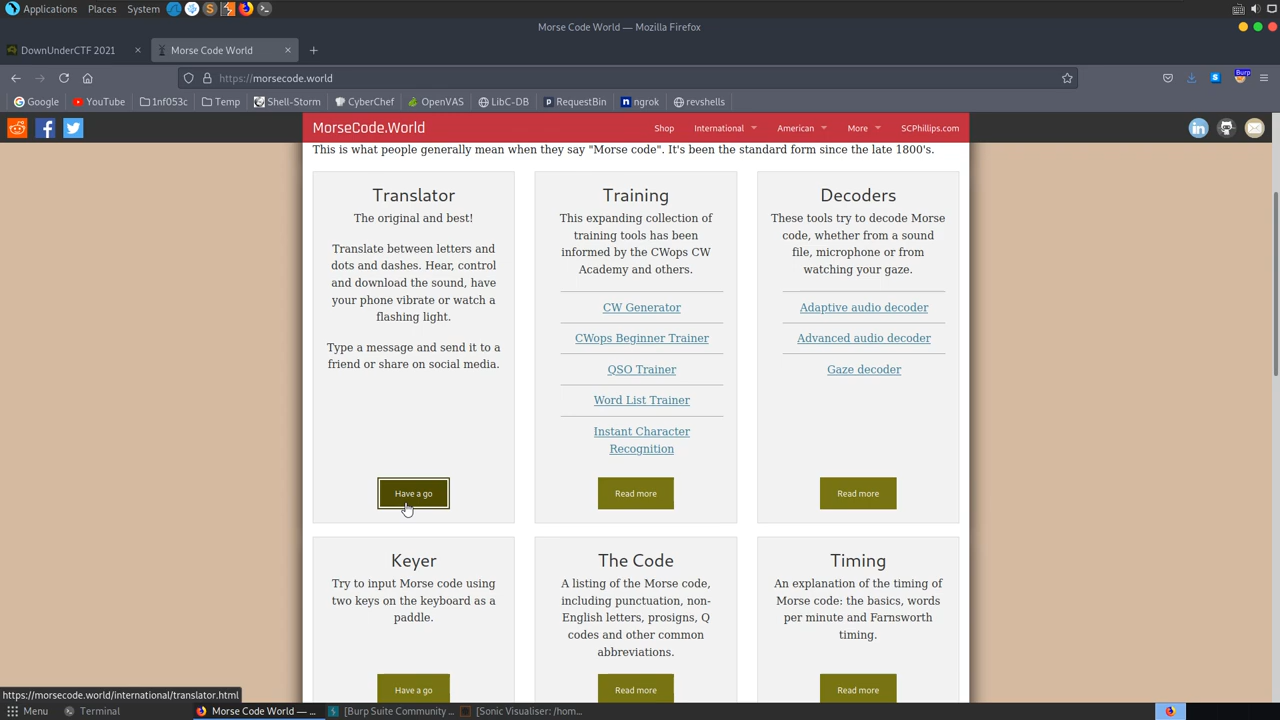 Applications Places System
Morse Code World — Mozilla Firefox
DownUnderCTF 2021 × Morse Code World × +
https://morsecode.world Burp
Google YouTube 1nf053c Temp Shell-Storm CyberChef OpenVAS LibC-DB RequestBin ngrok revshells
MorseCode.World Shop International American More SCPhillips.com
This is what people generally mean when they say "Morse code". It's been the standard form since the late 1800's.
Translator
The original and best!
Translate between letters and
dots and dashes. Hear, control
and download the sound, have
your phone vibrate or watch a
flashing light.
Type a message and send it to a
friend or share on social media.
Have a go
Training
This expanding collection of
training tools has been
informed by the CWops CW
Academy and others.
CW Generator
CWops Beginner Trainer
QSO Trainer
Word List Trainer
Instant Character
Recognition
Read more
Decoders
These tools try to decode Morse
code, whether from a sound
file, microphone or from
watching your gaze.
Adaptive audio decoder
Advanced audio decoder
Gaze decoder
Read more
Keyer
Try to input Morse code using
two keys on the keyboard as a
paddle.
Have a go
The Code
A listing of the Morse code,
including punctuation, non-
English letters, prosigns, Q
codes and other common
abbreviations.
Read more
Timing
An explanation of the timing of
Morse code: the basics, words
per minute and Farnsworth
timing.
Read more
https://morsecode.world/international/translator.html
Menu Terminal Morse Code World — ... [Burp Suite Community ... [Sonic Visualiser: /hom...